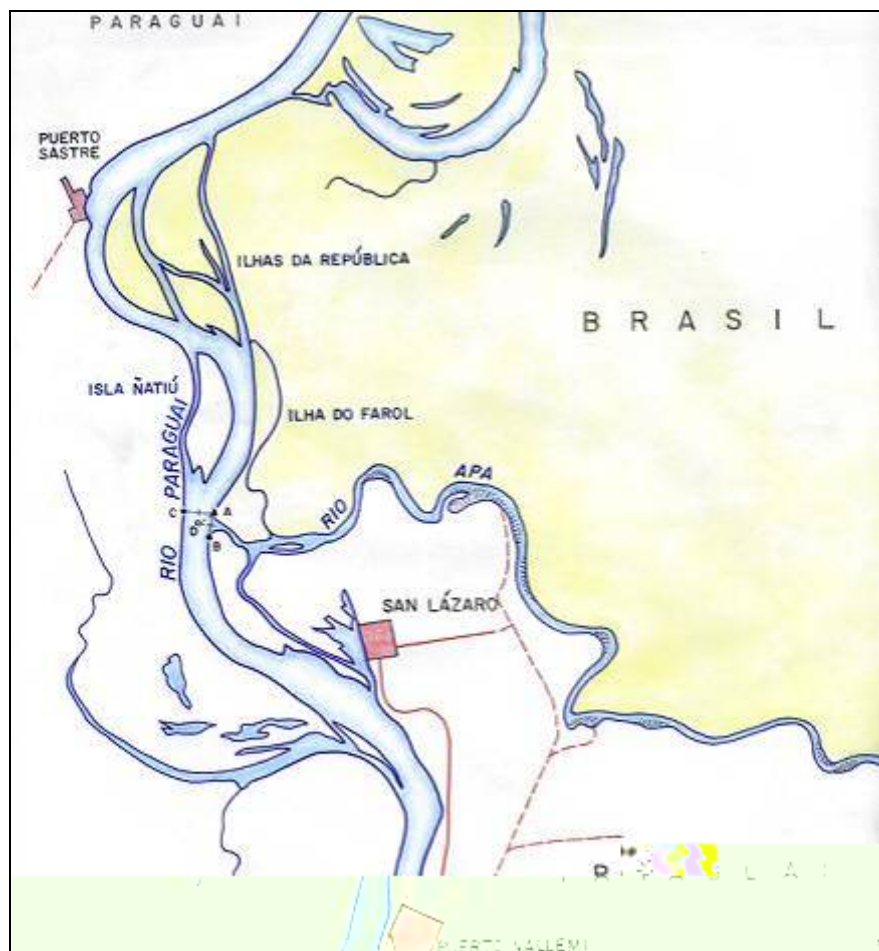 PARAGUAI
PUERTO
SASTRE
ILHAS DA REPÚBLICA
BRASIL
ISLA ÑATIÚ
ILHA DO FAROL
RIO PARAGUAI
RIO APA
C
A
B
SAN LÁZARO